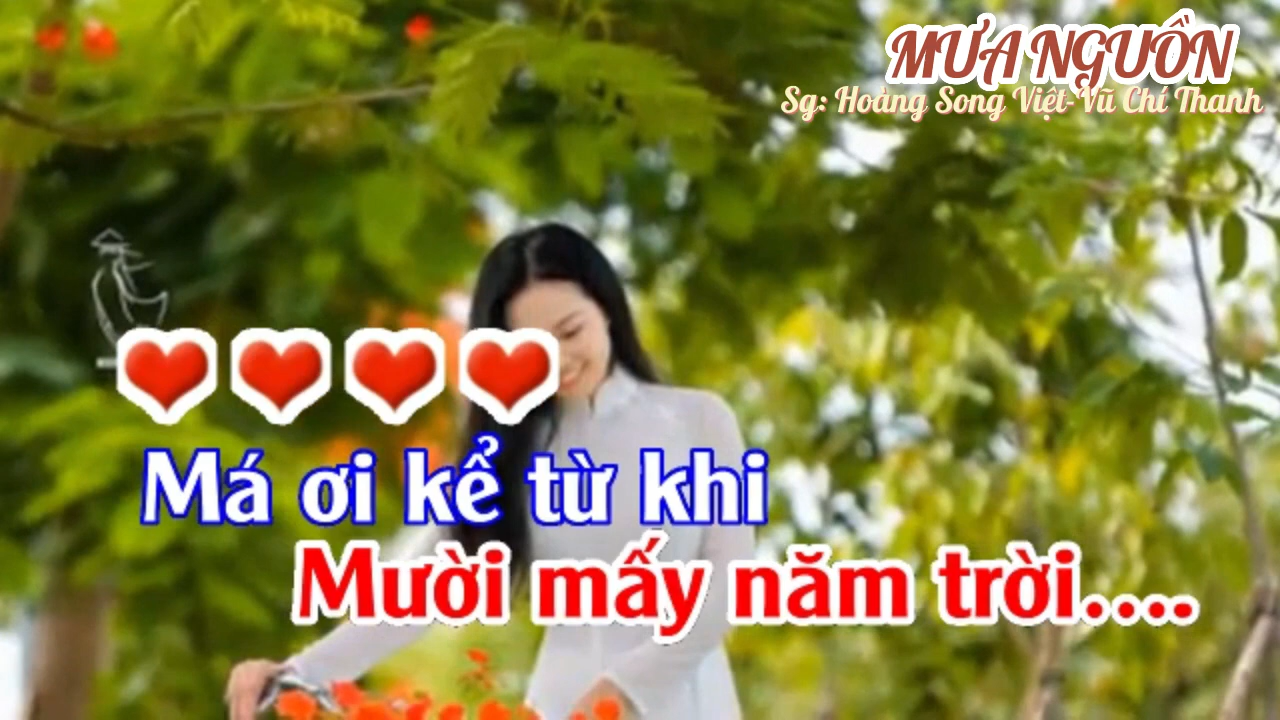 MƯA NGUỒN
Sg: Hoàng Song Việt-Vũ Chí Thanh
Má ơi kể từ khi
Mười mấy năm trời....